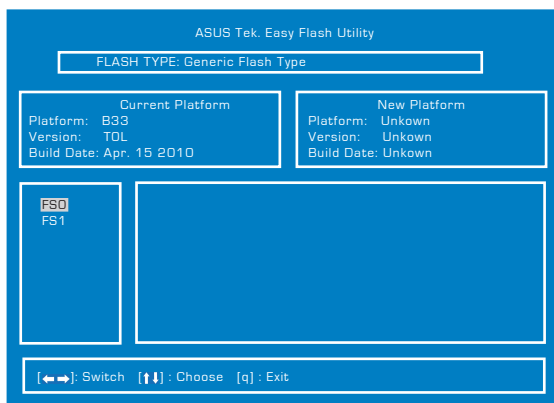 ASUS Tek. Easy Flash Utility
FLASH TYPE: Generic Flash Type
Current Platform
Platform: B33
Version: TOL
Build Date: Apr. 15 2010
New Platform
Platform: Unkown
Version: Unkown
Build Date: Unkown
FS0
FS1
[←→]: Switch [↑↓] : Choose [q] : Exit